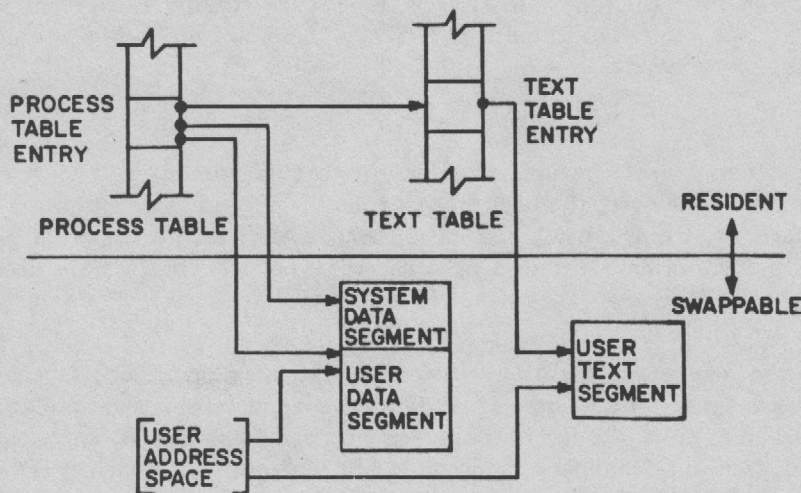 PROCESS
TABLE
ENTRY
TEXT
TABLE
ENTRY
PROCESS TABLE
TEXT TABLE
RESIDENT
SWAPPABLE
SYSTEM
DATA
SEGMENT
USER
DATA
SEGMENT
USER
TEXT
SEGMENT
USER
ADDRESS
SPACE